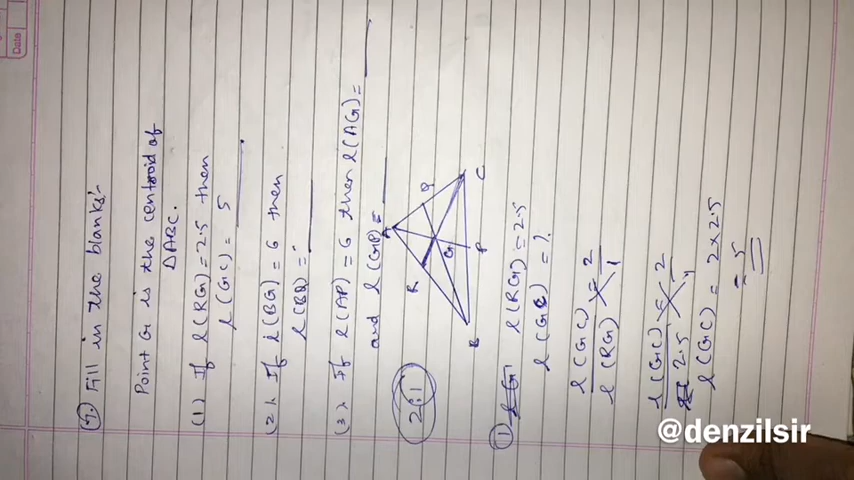 Q. Fill in the blanks:-
Point G is the centroid of
ΔABC.
(1) If l(RG) = 2.5 then
l(GC) = 5
(2) If l(BG) = 6 then
l(BQ) =
(3) If l(AP) = 6 then l(AG) =
and l(GP) =
A
R
Q
G
B
P
C
2:1
① l(RG) = 2.5
l(GC) = ?
l(GC) / l(RG) = 2 / 1
l(GC) / 2.5 = 2 / 1
l(GC) = 2 × 2.5
= 5
Date
@denzilsir